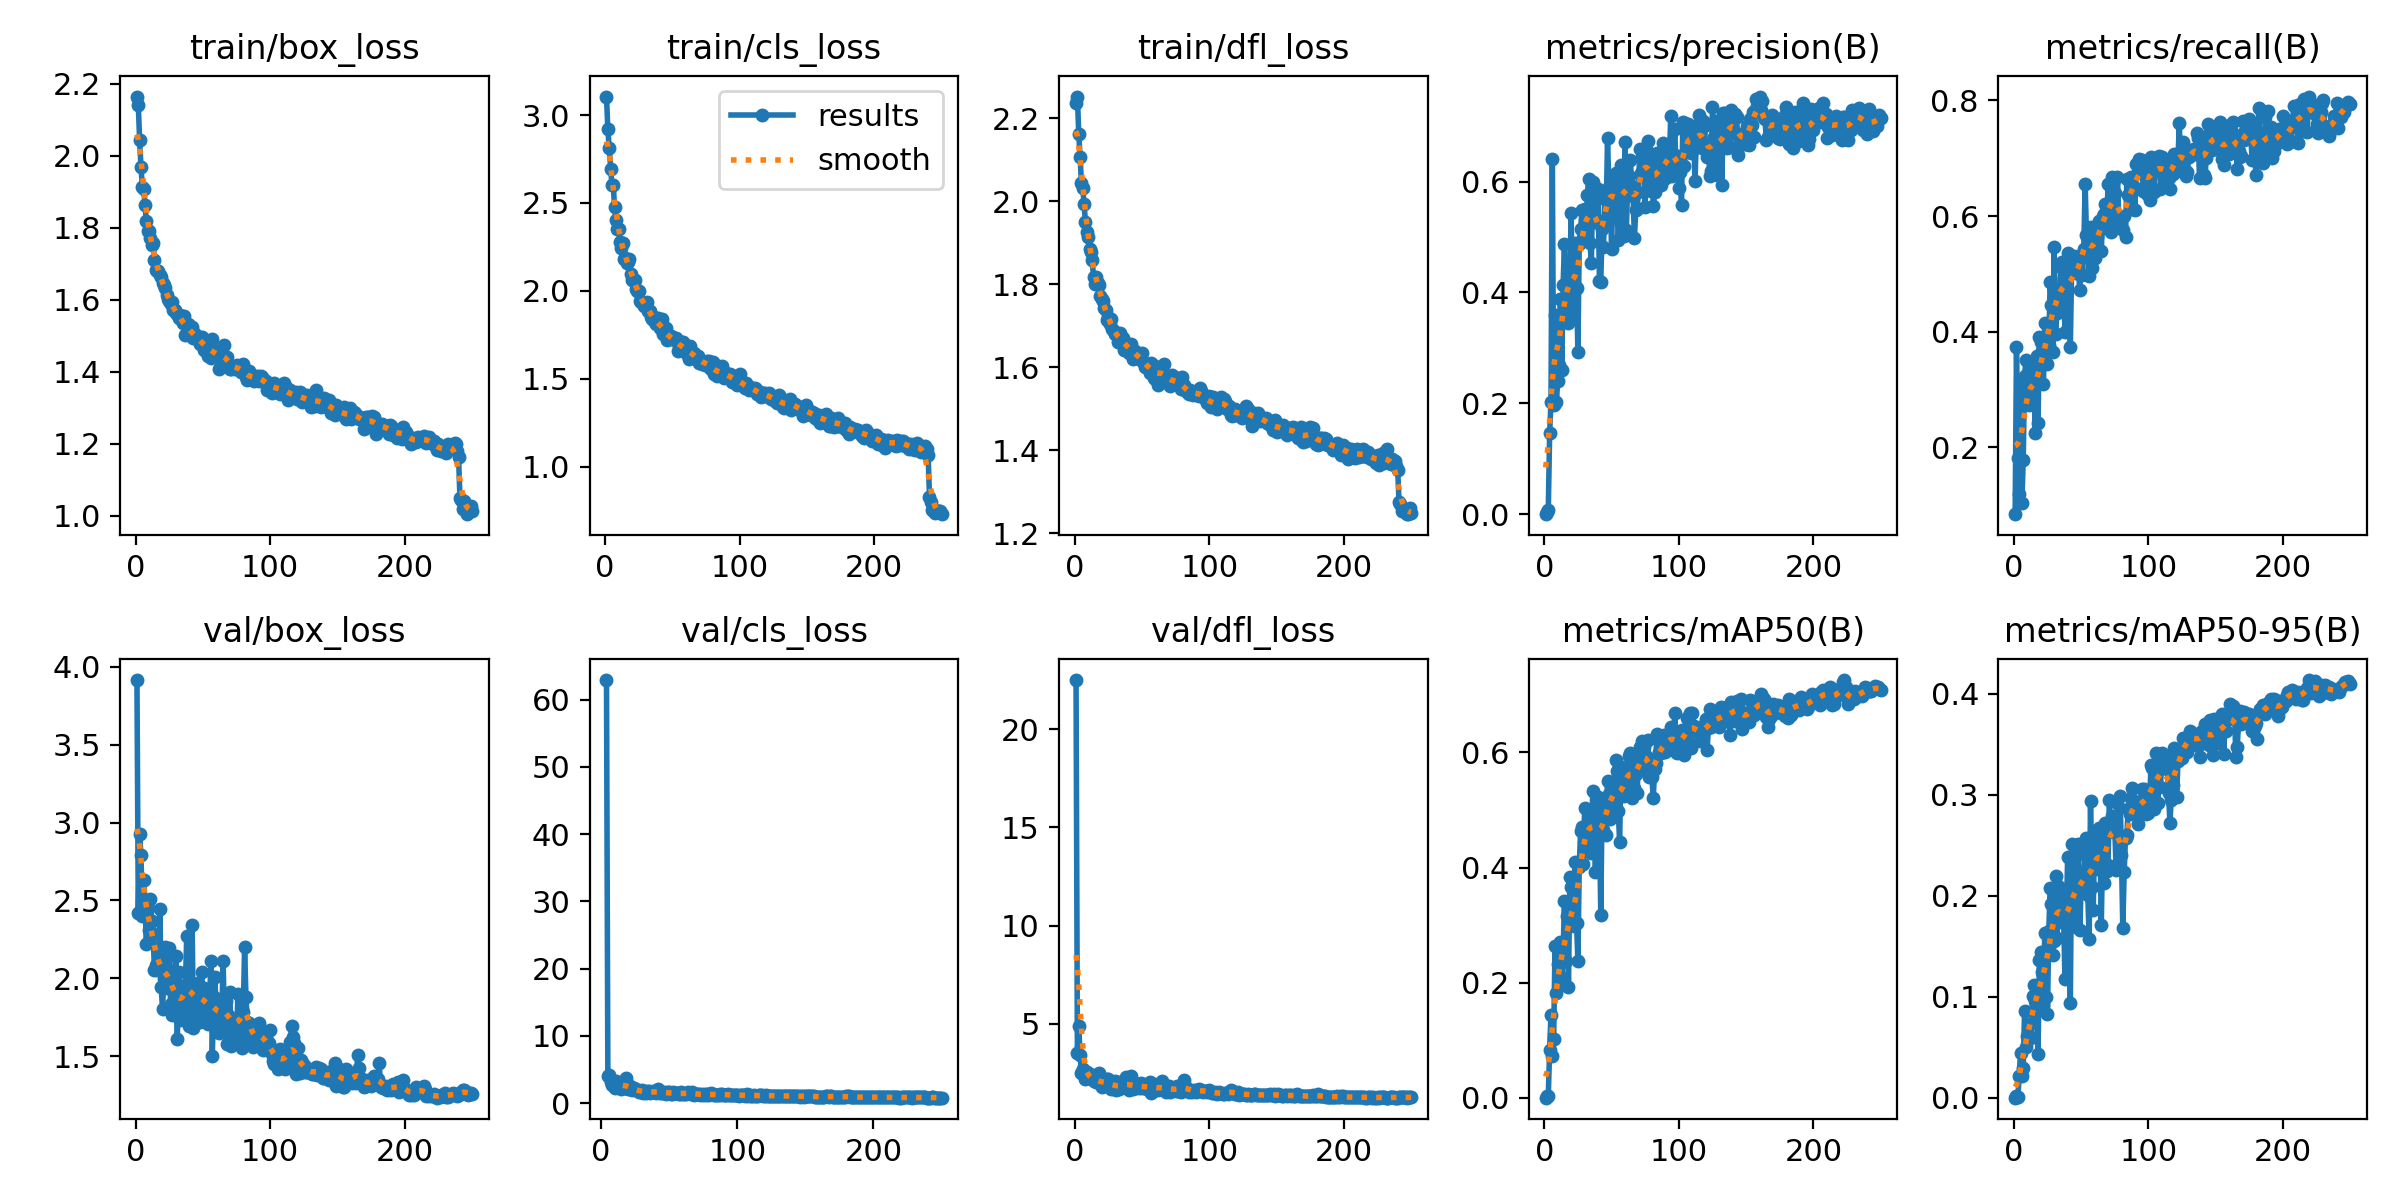 train/box_loss
2.2
2.0
1.8
1.6
1.4
1.2
1.0
0 100 200
train/cls_loss
results
smooth
3.0
2.5
2.0
1.5
1.0
0 100 200
train/dfl_loss
2.2
2.0
1.8
1.6
1.4
1.2
0 100 200
metrics/precision(B)
0.6
0.4
0.2
0.0
0 100 200
metrics/recall(B)
0.8
0.6
0.4
0.2
0 100 200
val/box_loss
4.0
3.5
3.0
2.5
2.0
1.5
0 100 200
val/cls_loss
60
50
40
30
20
10
0
0 100 200
val/dfl_loss
20
15
10
5
0 100 200
metrics/mAP50(B)
0.6
0.4
0.2
0.0
0 100 200
metrics/mAP50-95(B)
0.4
0.3
0.2
0.1
0.0
0 100 200